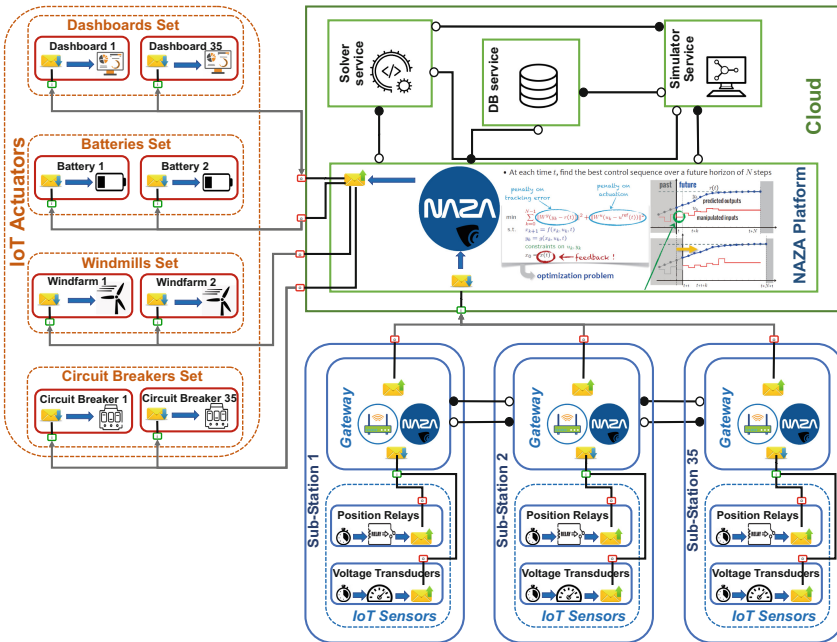 IoT Actuators
Dashboards Set
Dashboard 1
Dashboard 35
Batteries Set
Battery 1
Battery 2
Windmills Set
Windfarm 1
Windfarm 2
Circuit Breakers Set
Circuit Breaker 1
Circuit Breaker 35
Cloud
Solver
service
DB service
Simulator
Service
NAZA Platform
NAZA
• At each time t, find the best control sequence over a future horizon of N steps
penalty on
tracking error
penalty on
actuation
s.t.
constraints on
feedback !
optimization problem
past
future
r(t)
predicted outputs
manipulated inputs
Sub-Station 1
Gateway
NAZA
Position Relays
RELAY
Voltage Transducers
IoT Sensors
Sub-Station 2
Gateway
NAZA
Position Relays
RELAY
Voltage Transducers
IoT Sensors
Sub-Station 35
Gateway
NAZA
Position Relays
RELAY
Voltage Transducers
IoT Sensors